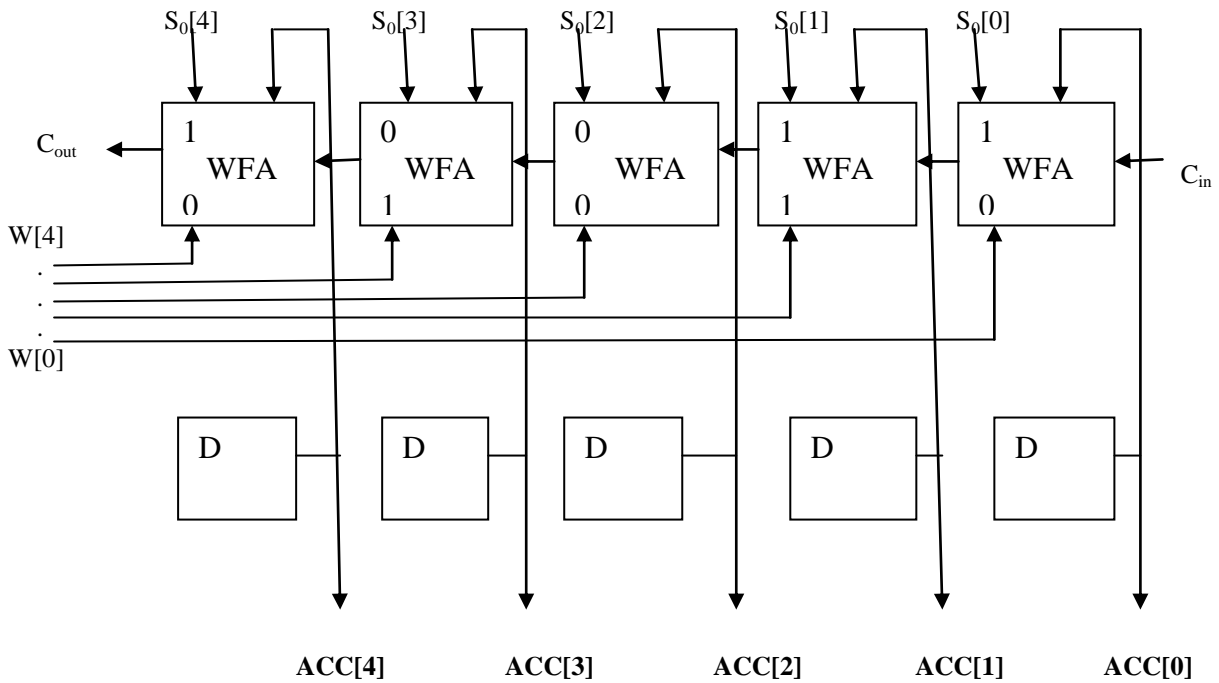 S₀[4] S₀[3] S₀[2] S₀[1] S₀[0]
1 0 0 1 1
Cout WFA WFA WFA WFA WFA Cin
0 1 0 1 0
W[4]
.
.
.
W[0]
D D D D D
ACC[4] ACC[3] ACC[2] ACC[1] ACC[0]